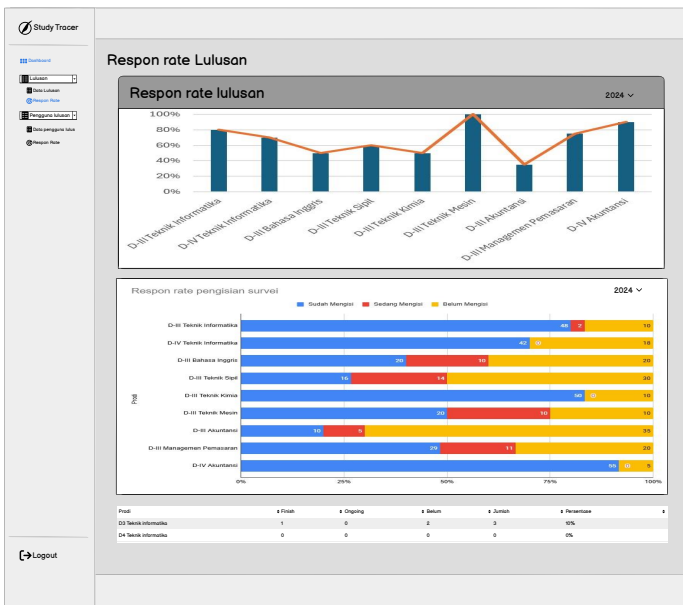 Study Tracer
Dashboard
Lulusan
Data Lulusan
Respon Rate
Pengguna lulusan
Data pengguna lulus
Respon Rate
Logout
Respon rate Lulusan
Respon rate lulusan
2024
100%
80%
60%
40%
20%
0%
D-III Teknik Informatika
D-IV Teknik Informatika
D-III Bahasa Inggris
D-III Teknik Sipil
D-III Teknik Kimia
D-III Teknik Mesin
D-III Akuntansi
D-III Managemen Pemasaran
D-IV Akuntansi
Respon rate pengisian survei
2024
Sudah Mengisi Sedang Mengisi Belum Mengisi
Prodi
D-III Teknik Informatika 48 2 10
D-IV Teknik Informatika 42 0 18
D-III Bahasa Inggris 20 10 20
D-III Teknik Sipil 16 14 30
D-III Teknik Kimia 50 0 10
D-III Teknik Mesin 20 10 10
D-III Akuntansi 10 5 35
D-III Managemen Pemasaran 29 11 20
D-IV Akuntansi 55 0 5
0% 25% 50% 75% 100%
Prodi Finish Ongoing Belum Jumlah Persentase
D3 Teknik informatika 1 0 2 3 10%
D4 Teknik informatika 0 0 0 0 0%